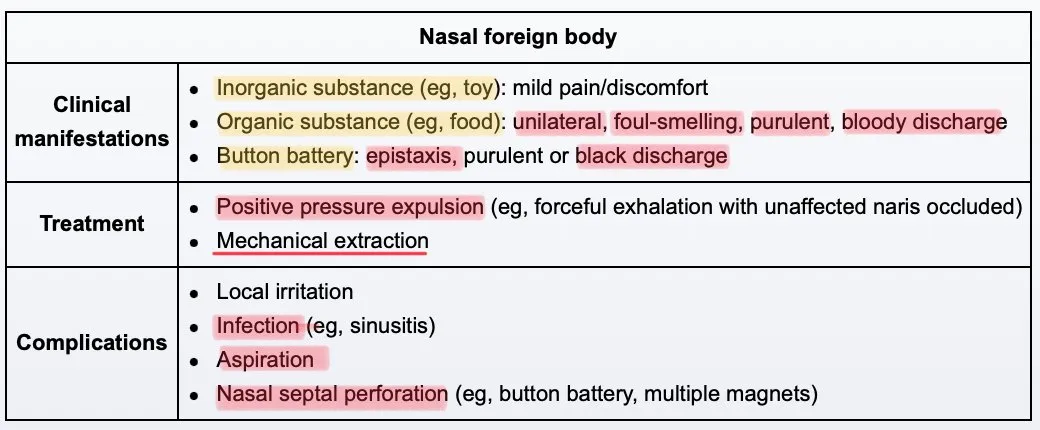 Nasal foreign body
Clinical
manifestations
• Inorganic substance (eg, toy): mild pain/discomfort
• Organic substance (eg, food): unilateral, foul-smelling, purulent, bloody discharge
• Button battery: epistaxis, purulent or black discharge
Treatment
• Positive pressure expulsion (eg, forceful exhalation with unaffected naris occluded)
• Mechanical extraction
Complications
• Local irritation
• Infection (eg, sinusitis)
• Aspiration
• Nasal septal perforation (eg, button battery, multiple magnets)